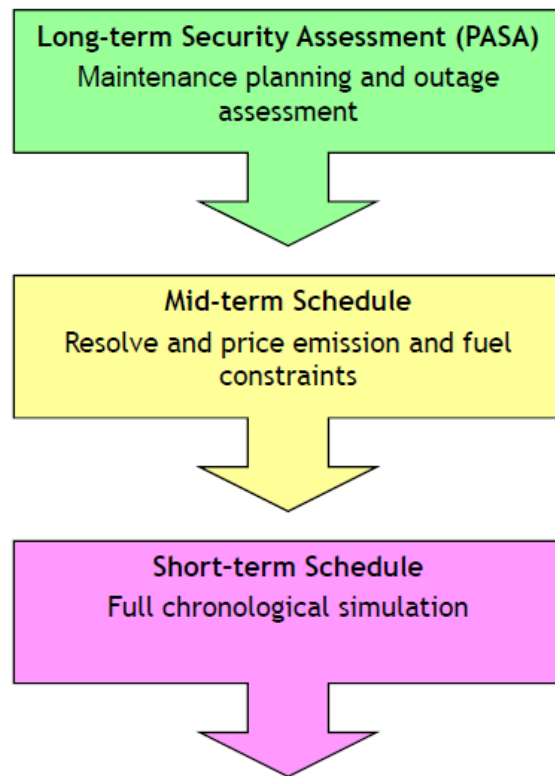 Long-term Security Assessment (PASA)
Maintenance planning and outage
assessment
Mid-term Schedule
Resolve and price emission and fuel
constraints
Short-term Schedule
Full chronological simulation